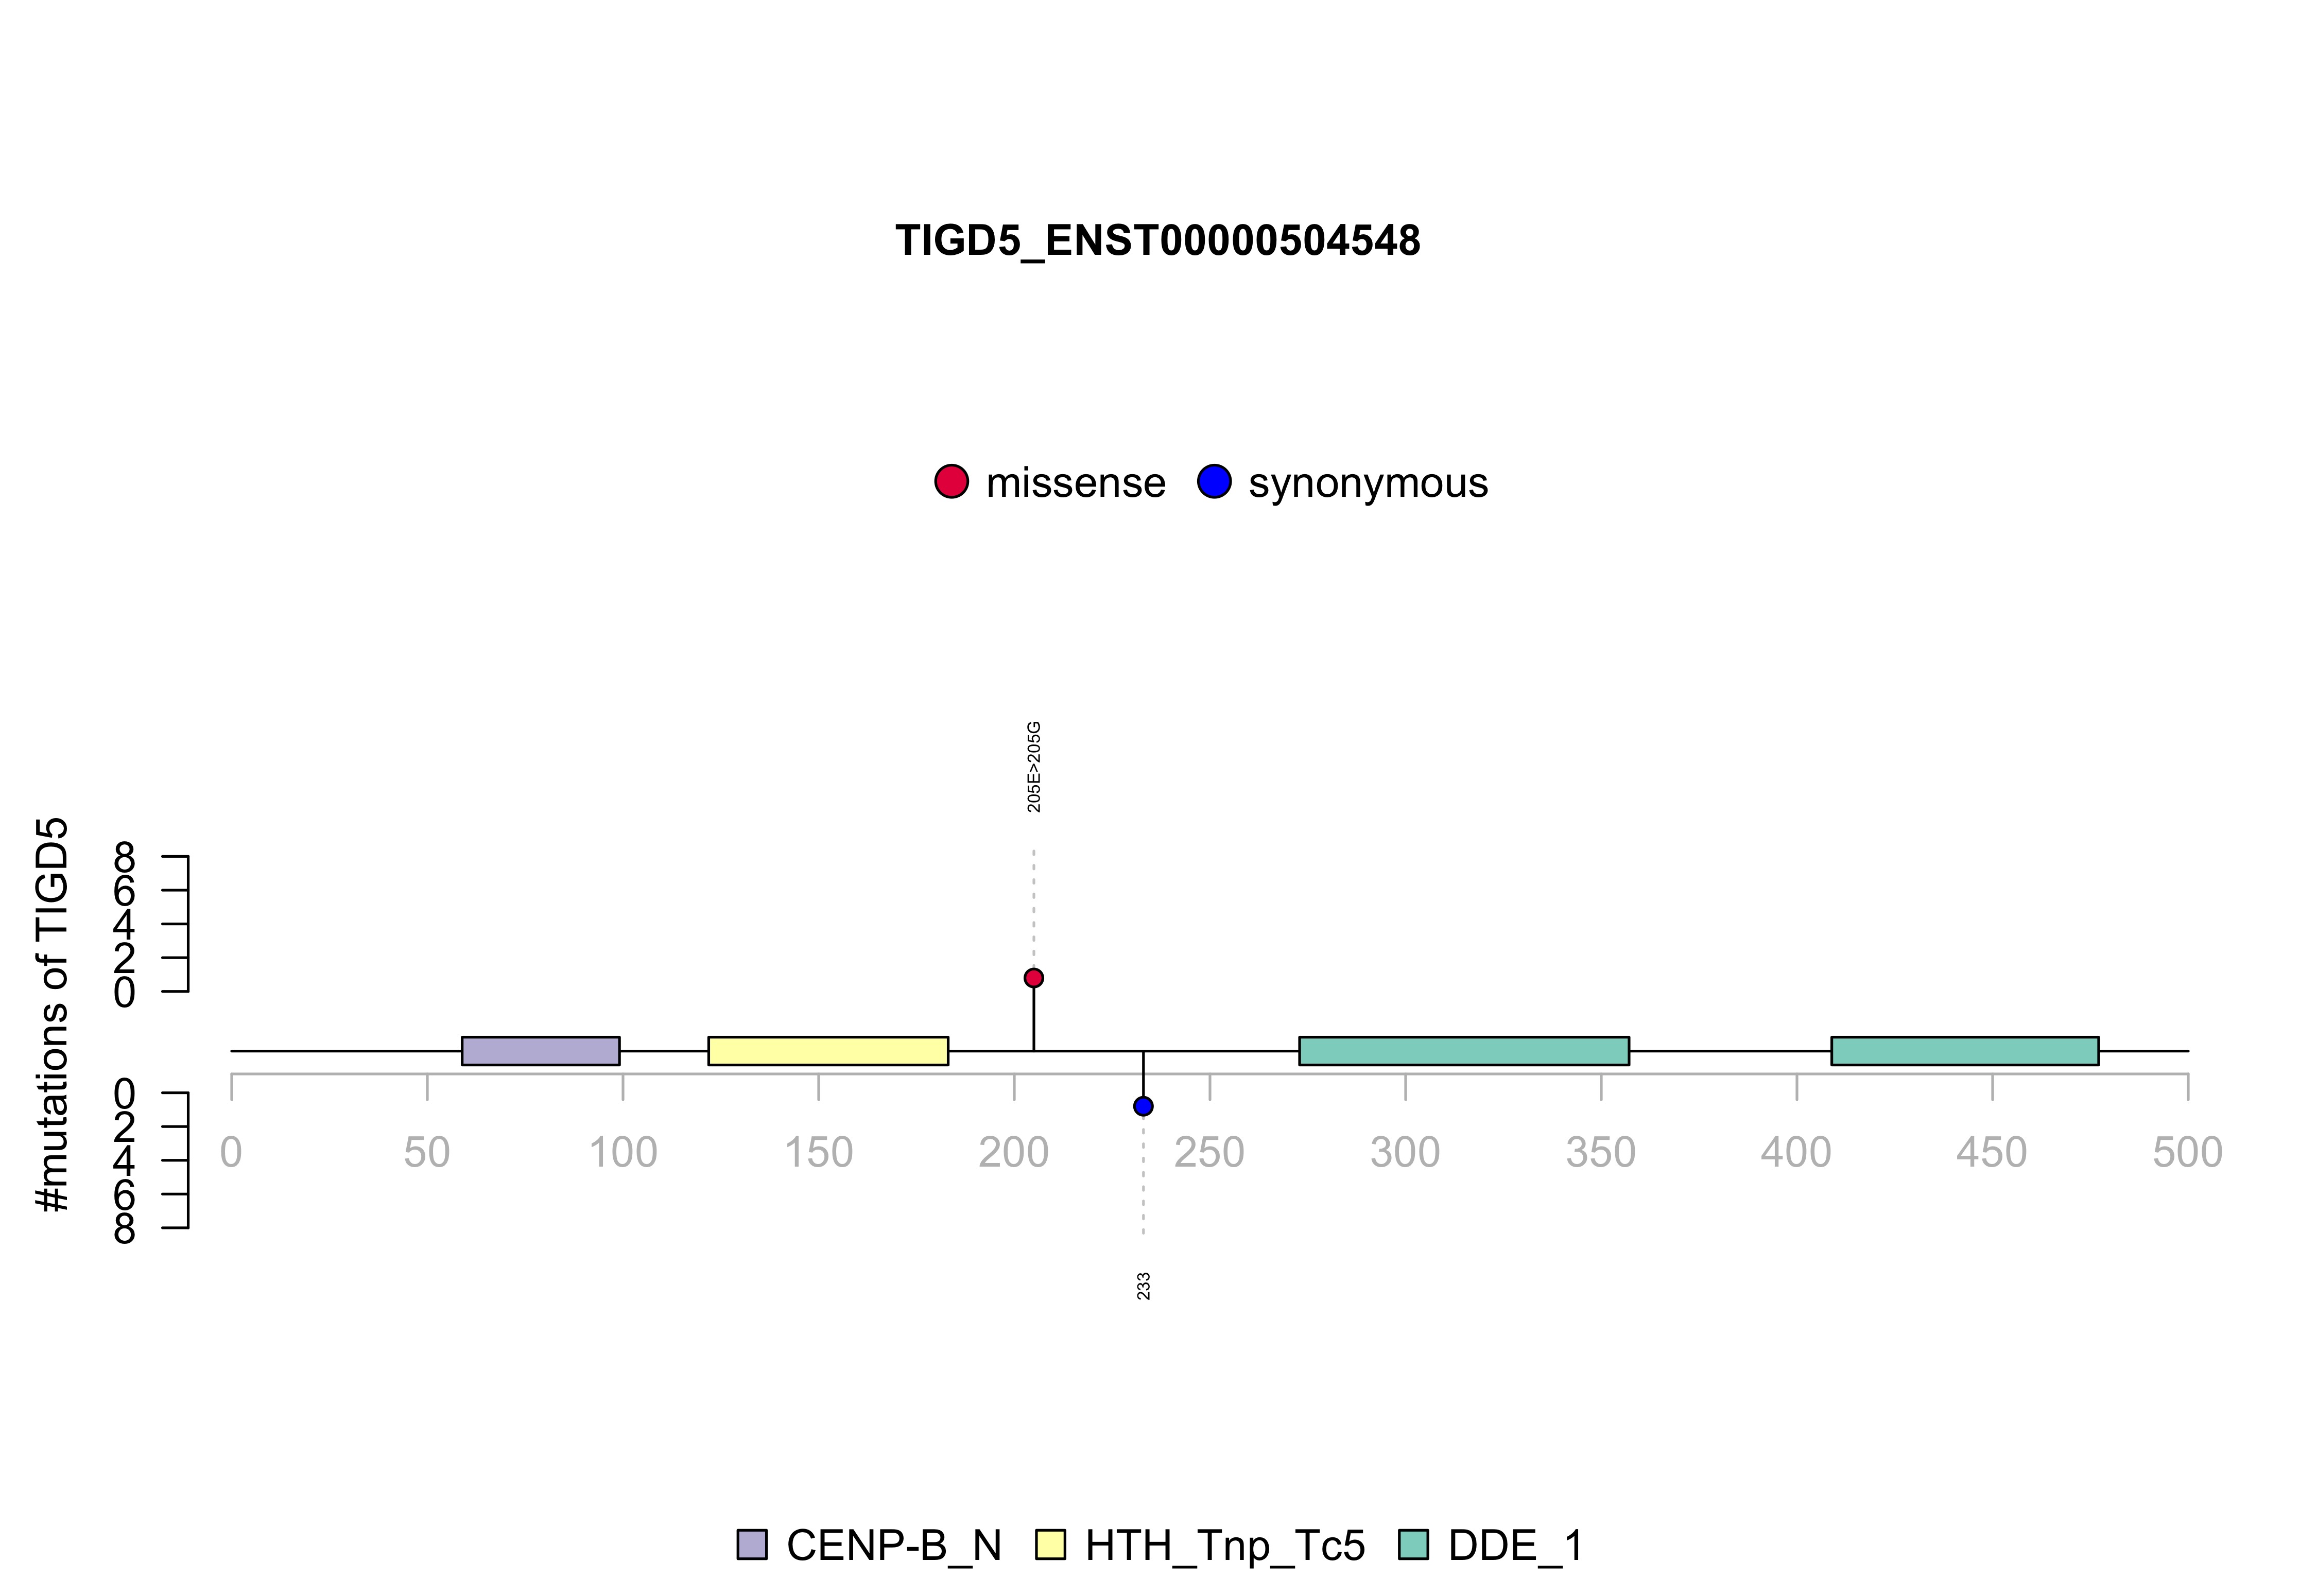 TIGD5_ENST00000504548
missense synonymous
205E>205G
#mutations of TIGD5
8
6
4
2
0
0
2
4
6
8
0 50 100 150 200 250 300 350 400 450 500
233
CENP-B_N HTH_Tnp_Tc5 DDE_1